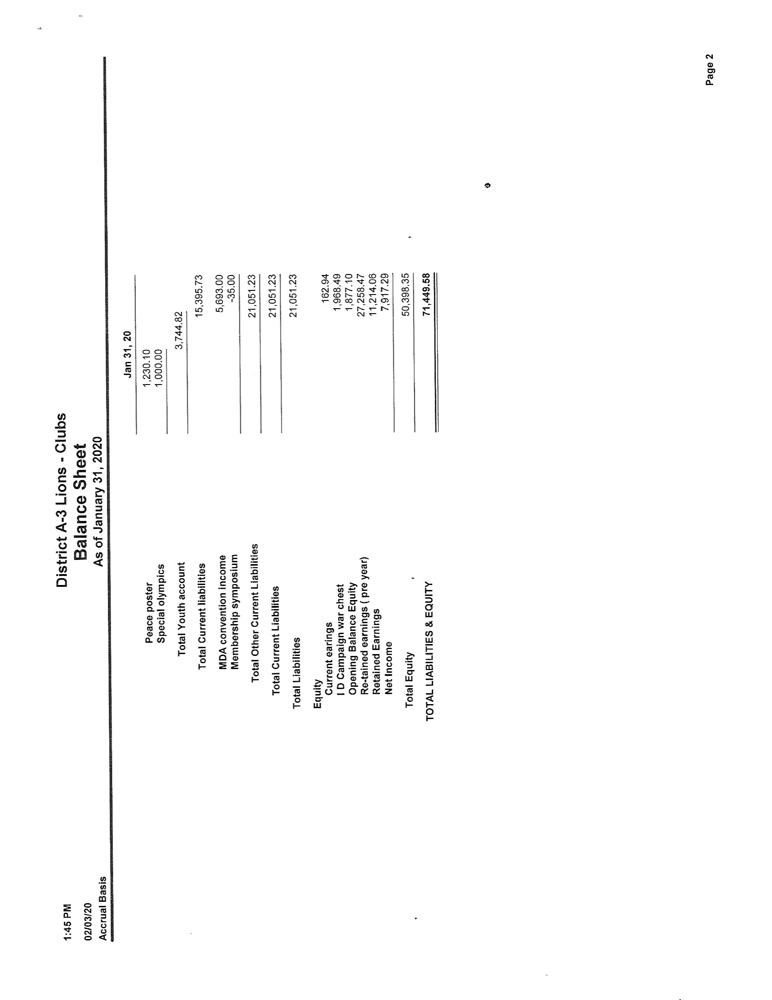 1:45 PM
02/03/20
Accrual Basis
District A-3 Lions - Clubs
Balance Sheet
As of January 31, 2020
Jan 31, 20
Peace poster 1,230.10
Special olympics 1,000.00
Total Youth account 3,744.82
Total Current liabilities 15,395.73
MDA convention income 5,693.00
Membership symposium -35.00
Total Other Current Liabilities 21,051.23
Total Current Liabilities 21,051.23
Total Liabilities 21,051.23
Equity
Current earings 162.94
I D Campaign war chest 1,968.49
Opening Balance Equity 1,877.10
Re-tained earnings ( pre year) 27,258.47
Retained Earnings 11,214.06
Net Income 7,917.29
Total Equity 50,398.35
TOTAL LIABILITIES & EQUITY 71,449.58
Page 2